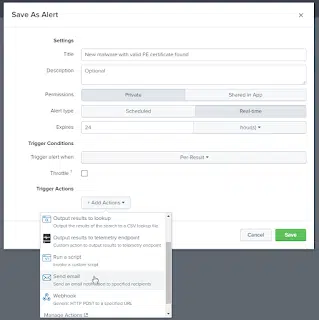 Save As Alert
×
Settings
Title New malware with valid PE certificate found!
Description Optional
Permissions Private Shared in App
Alert type Scheduled Real-time
Expires 24 hour(s)
Trigger Conditions
Trigger alert when Per-Result
Throttle ?
Trigger Actions
+ Add Actions
Output results to lookup
Output the results of the search to a CSV lookup file
Output results to telemetry endpoint
Custom action to output results to telemetry endpoint
Run a script
Invoke a custom script
Send email
Send an email notification to specified recipients
Webhook
Generic HTTP POST to a specified URL
Manage Actions
Cancel Save